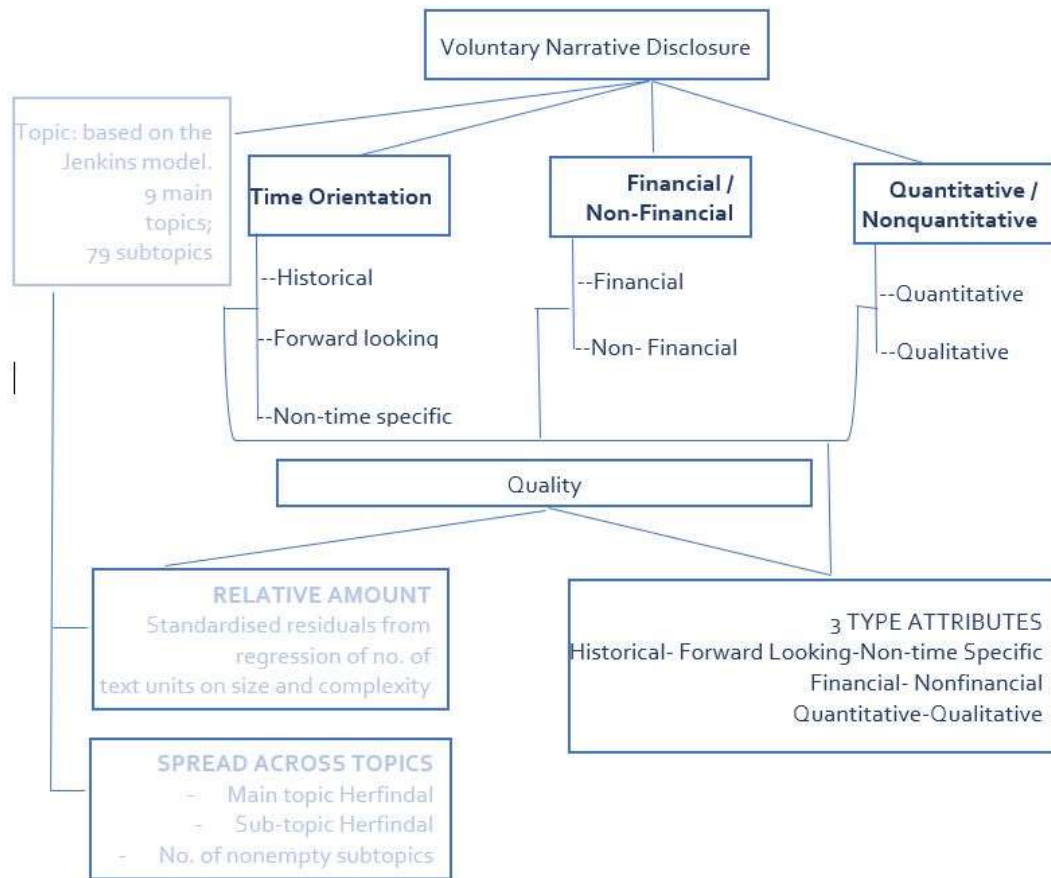 Voluntary Narrative Disclosure
Topic: based on the
Jenkins model.
9 main
topics;
79 subtopics
Time Orientation
--Historical
--Forward looking
--Non-time specific
Financial /
Non-Financial
--Financial
--Non- Financial
Quantitative /
Nonquantitative
--Quantitative
--Qualitative
Quality
RELATIVE AMOUNT
Standardised residuals from
regression of no. of
text units on size and complexity
3 TYPE ATTRIBUTES
Historical- Forward Looking-Non-time Specific
Financial- Nonfinancial
Quantitative-Qualitative
SPREAD ACROSS TOPICS
- Main topic Herfindal
- Sub-topic Herfindal
- No. of nonempty subtopics